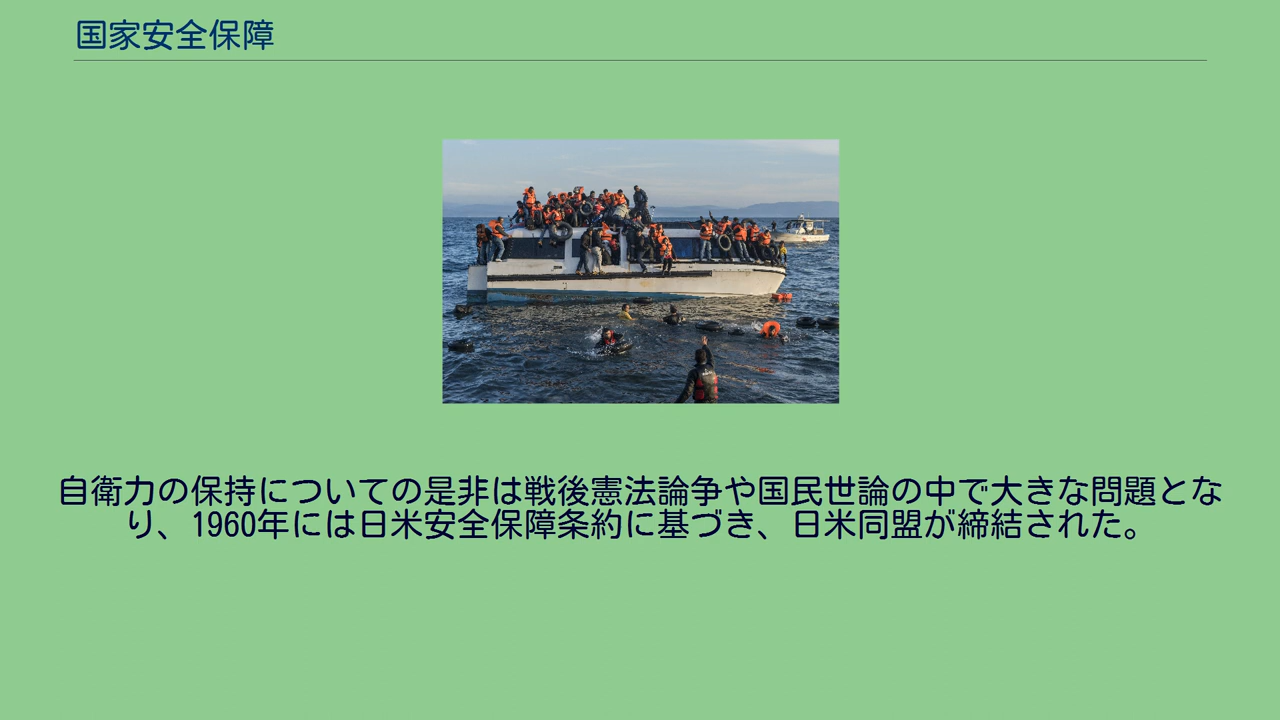 国家安全保障
自衛力の保持についての是非は戦後憲法論争や国民世論の中で大きな問題とな
り、1960年には日米安全保障条約に基づき、日米同盟が締結された。